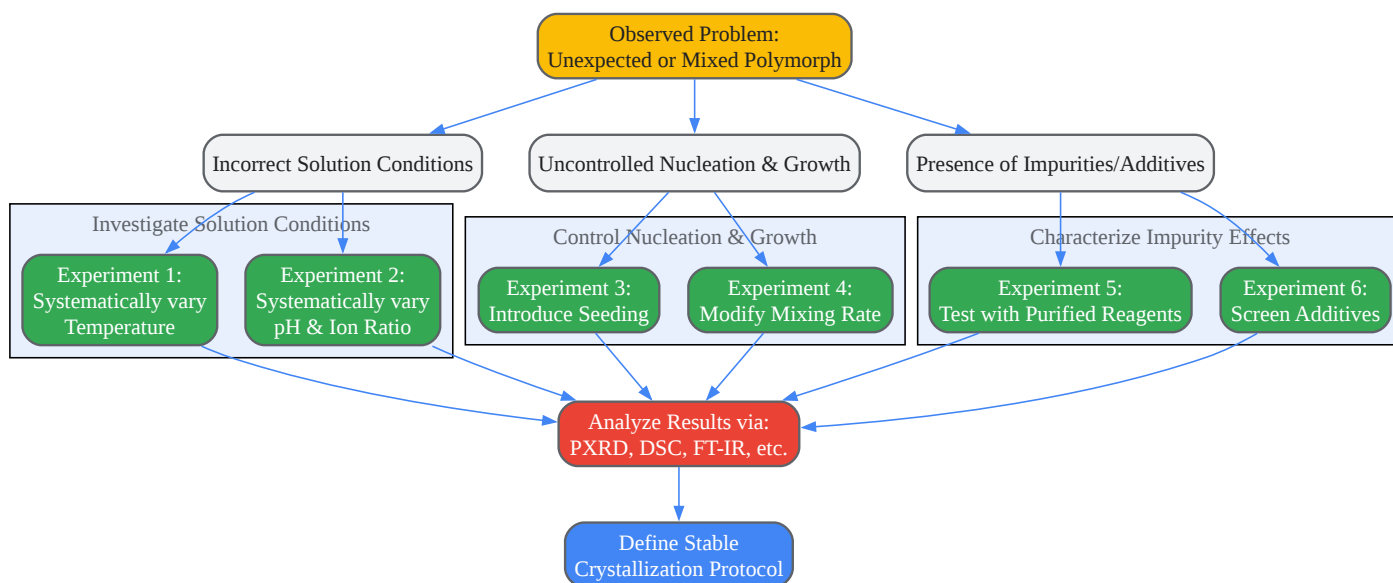 Observed Problem:
Unexpected or Mixed Polymorph
Incorrect Solution Conditions
Uncontrolled Nucleation & Growth
Presence of Impurities/Additives
Investigate Solution Conditions
Control Nucleation & Growth
Characterize Impurity Effects
Experiment 1:
Systematically vary
Temperature
Experiment 2:
Systematically vary
pH & Ion Ratio
Experiment 3:
Introduce Seeding
Experiment 4:
Modify Mixing Rate
Experiment 5:
Test with Purified Reagents
Experiment 6:
Screen Additives
Analyze Results via:
PXRD, DSC, FT-IR, etc.
Define Stable
Crystallization Protocol